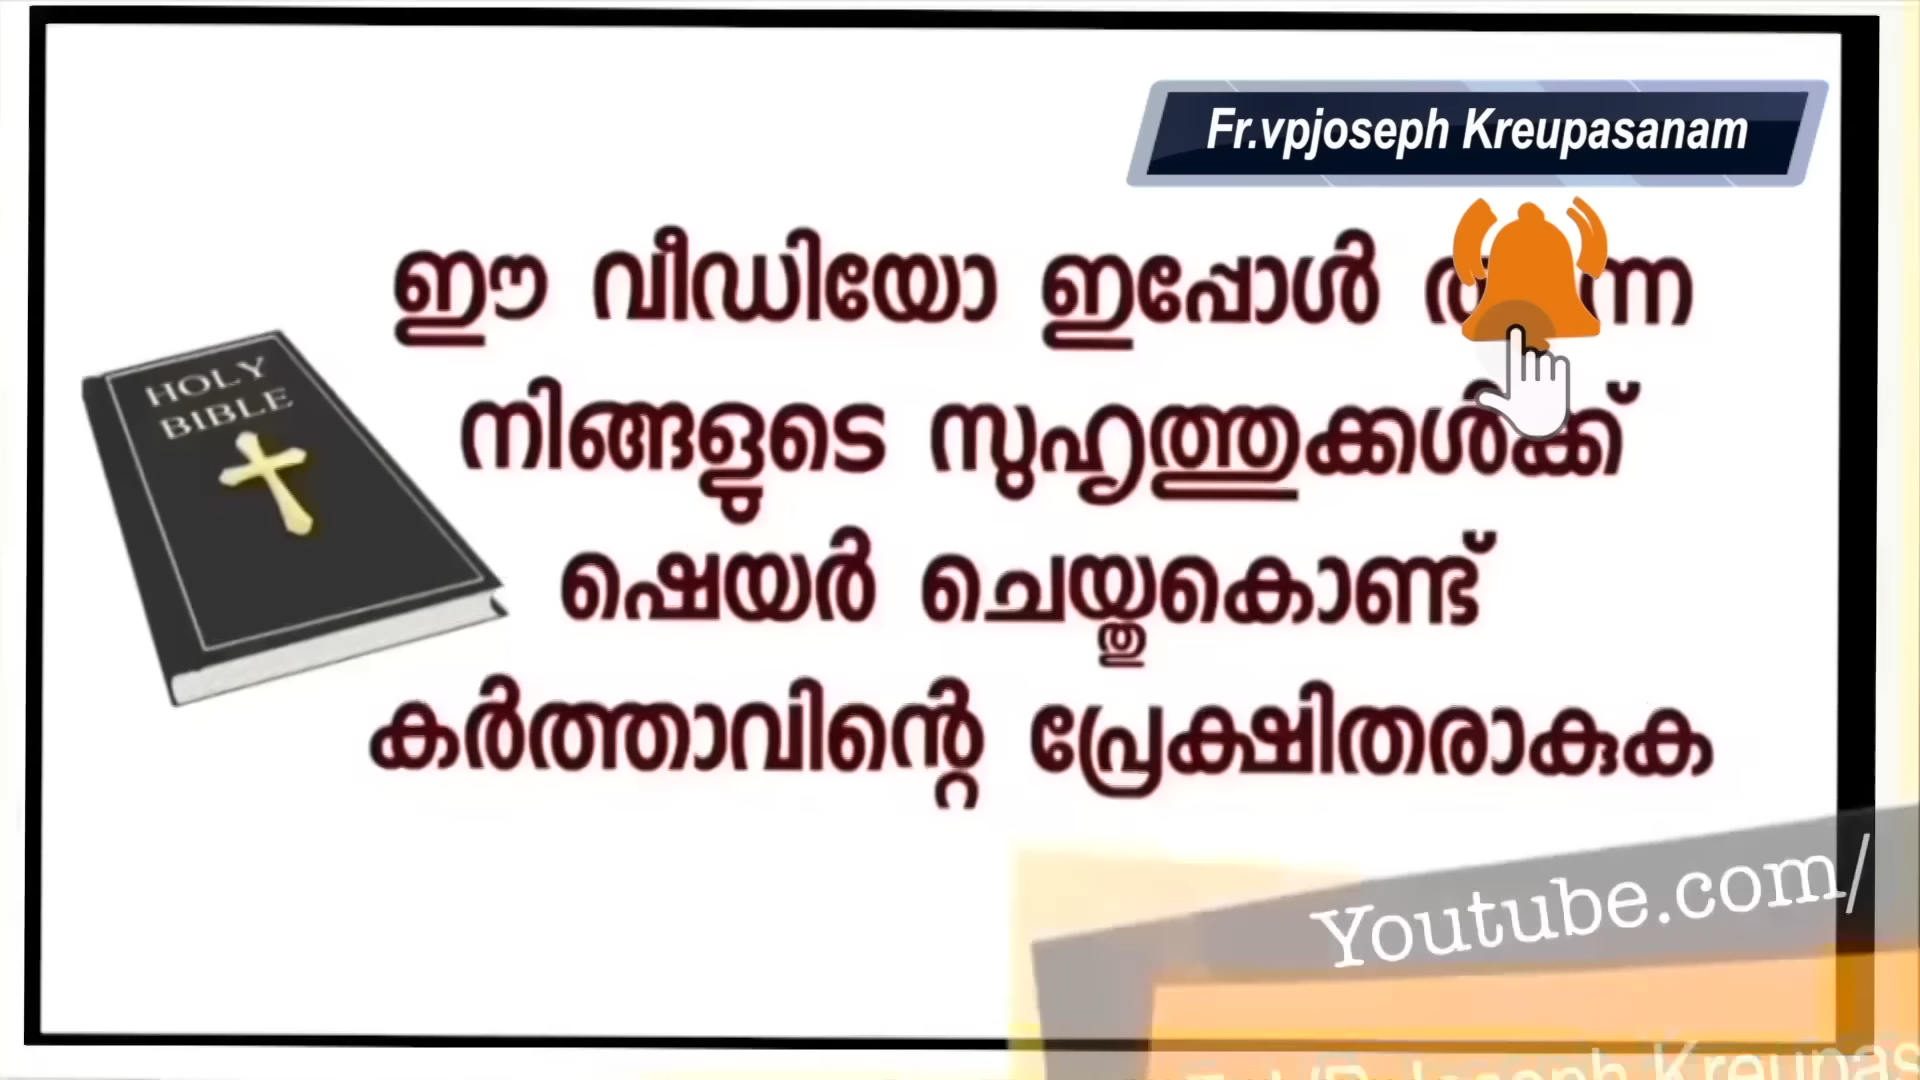 Fr.vpjoseph Kreupasanam
ഈ വീഡിയോ ഇപ്പോൾ
നിങ്ങളുടെ സുഹൃത്തുക്കൾക്ക്
ഷെയർ ചെയ്തുകൊണ്ട്
കർത്താവിന്റെ പ്രേക്ഷിതരാകുക
HOLY
BIBLE
Youtube.com/